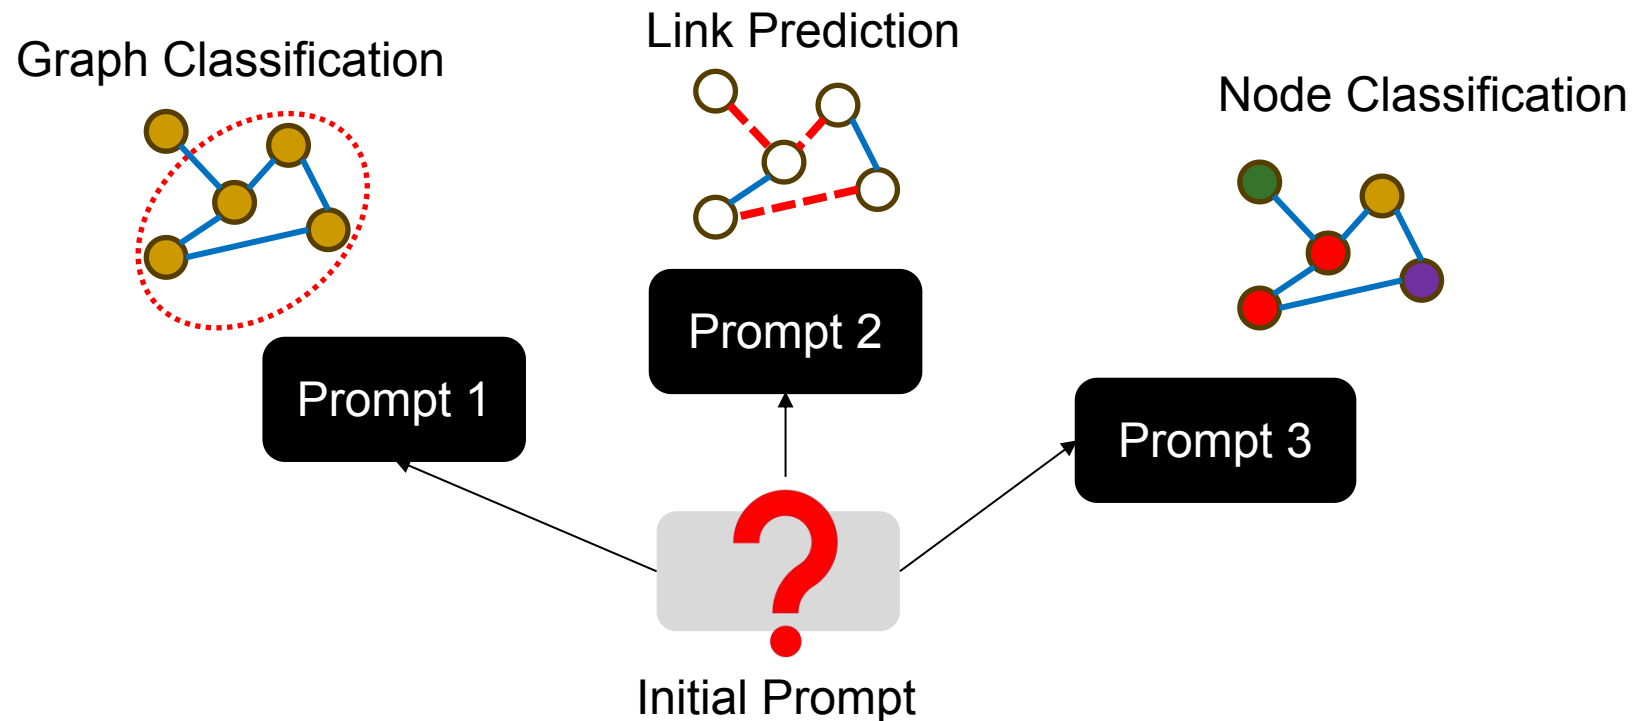 Graph Classification
Link Prediction
Node Classification
Prompt 1
Prompt 2
Prompt 3
?
Initial Prompt